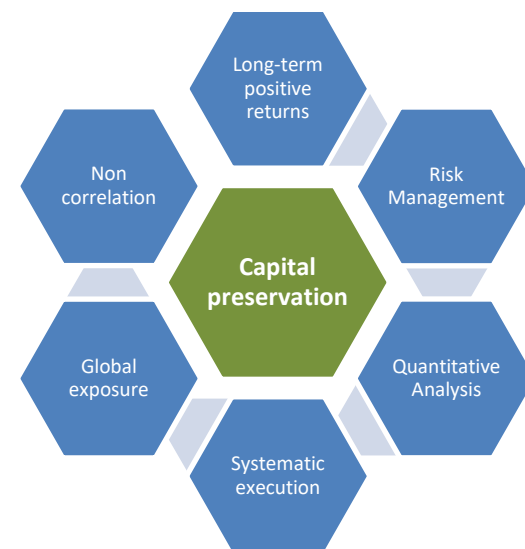 Long-term
positive
returns
Non
correlation
Risk
Management
Capital
preservation
Global
exposure
Quantitative
Analysis
Systematic
execution